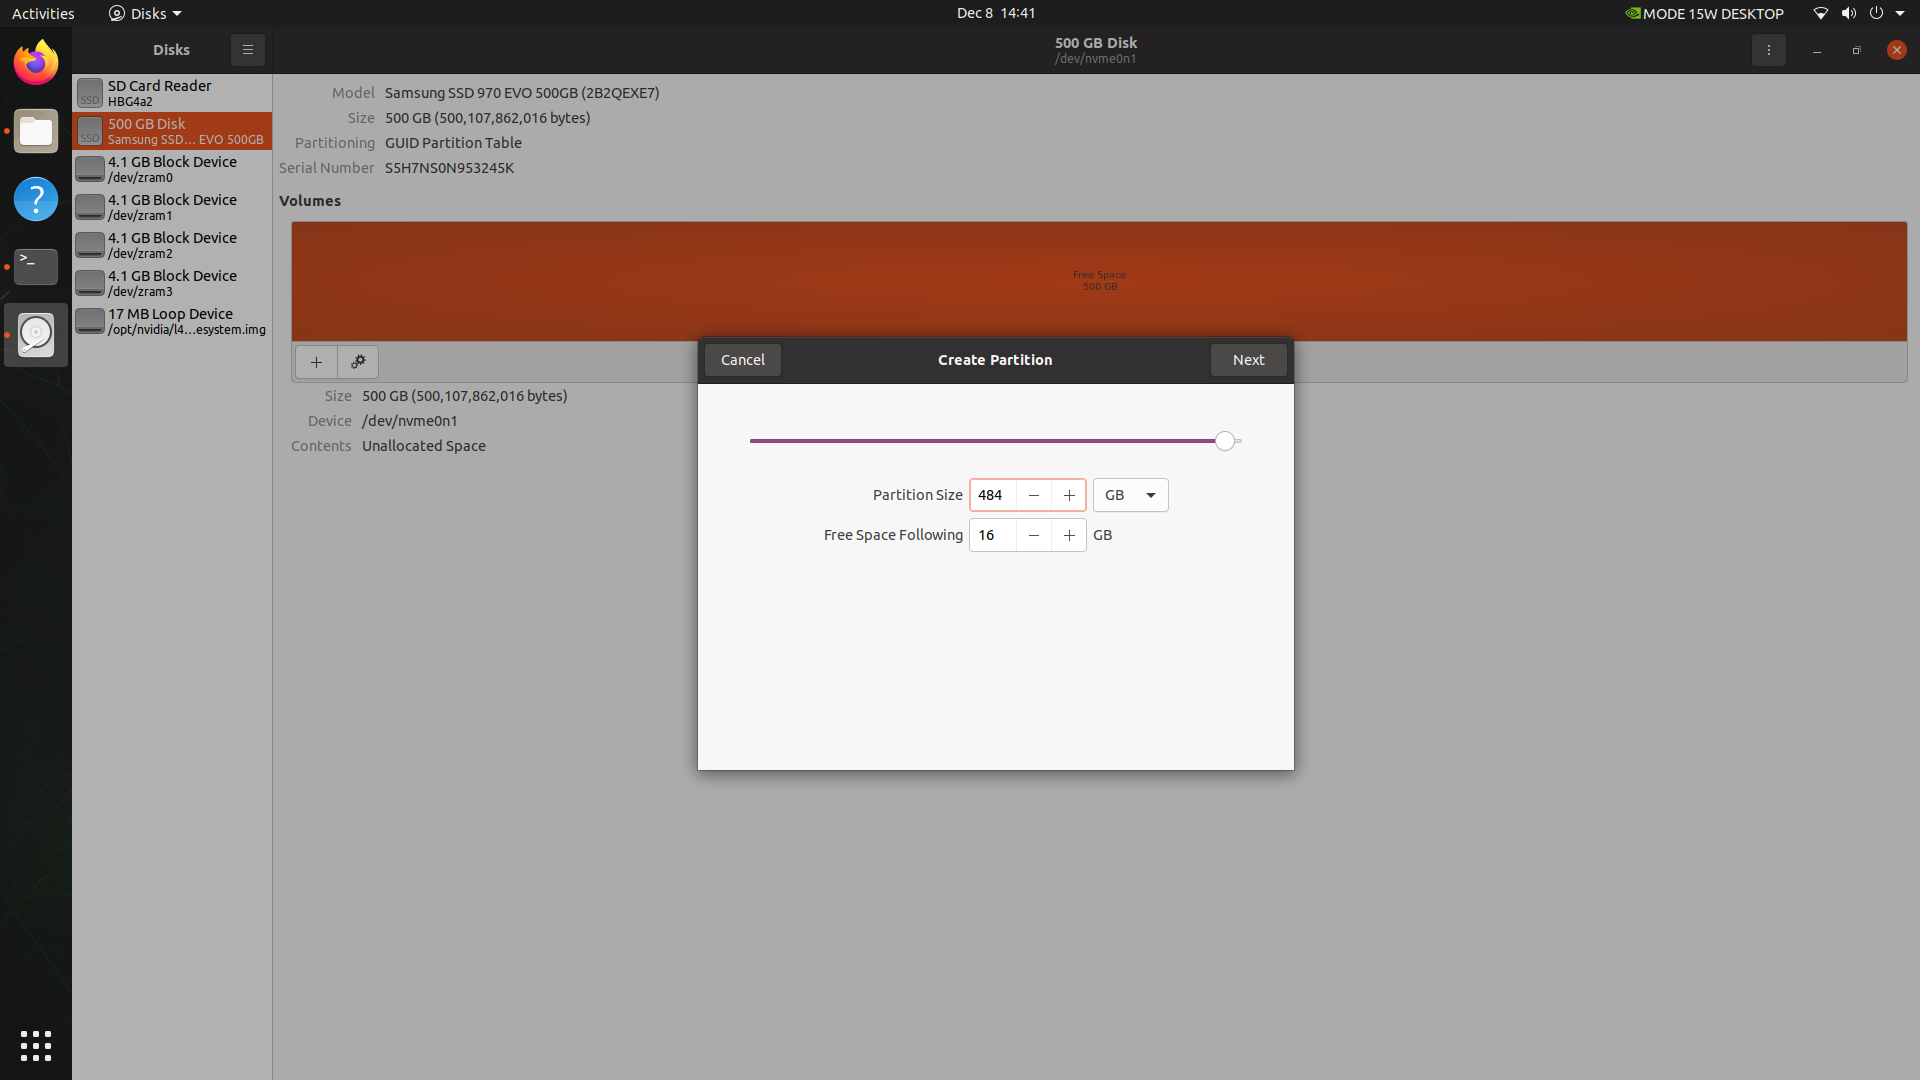 Activities
Disks
Dec 8 14:41
MODE 15W DESKTOP
Disks
500 GB Disk
/dev/nvme0n1
SSD
SD Card Reader
HBG4a2
SSD
500 GB Disk
Samsung SSD... EVO 500GB
4.1 GB Block Device
/dev/zram0
4.1 GB Block Device
/dev/zram1
4.1 GB Block Device
/dev/zram2
4.1 GB Block Device
/dev/zram3
17 MB Loop Device
/opt/nvidia/l4...esystem.img
Model Samsung SSD 970 EVO 500GB (2B2QEXE7)
Size 500 GB (500,107,862,016 bytes)
Partitioning GUID Partition Table
Serial Number S5H7NS0N953245K
Volumes
Free Space
500 GB
Size 500 GB (500,107,862,016 bytes)
Device /dev/nvme0n1
Contents Unallocated Space
Cancel
Create Partition
Next
Partition Size 484 − + GB
Free Space Following 16 − + GB